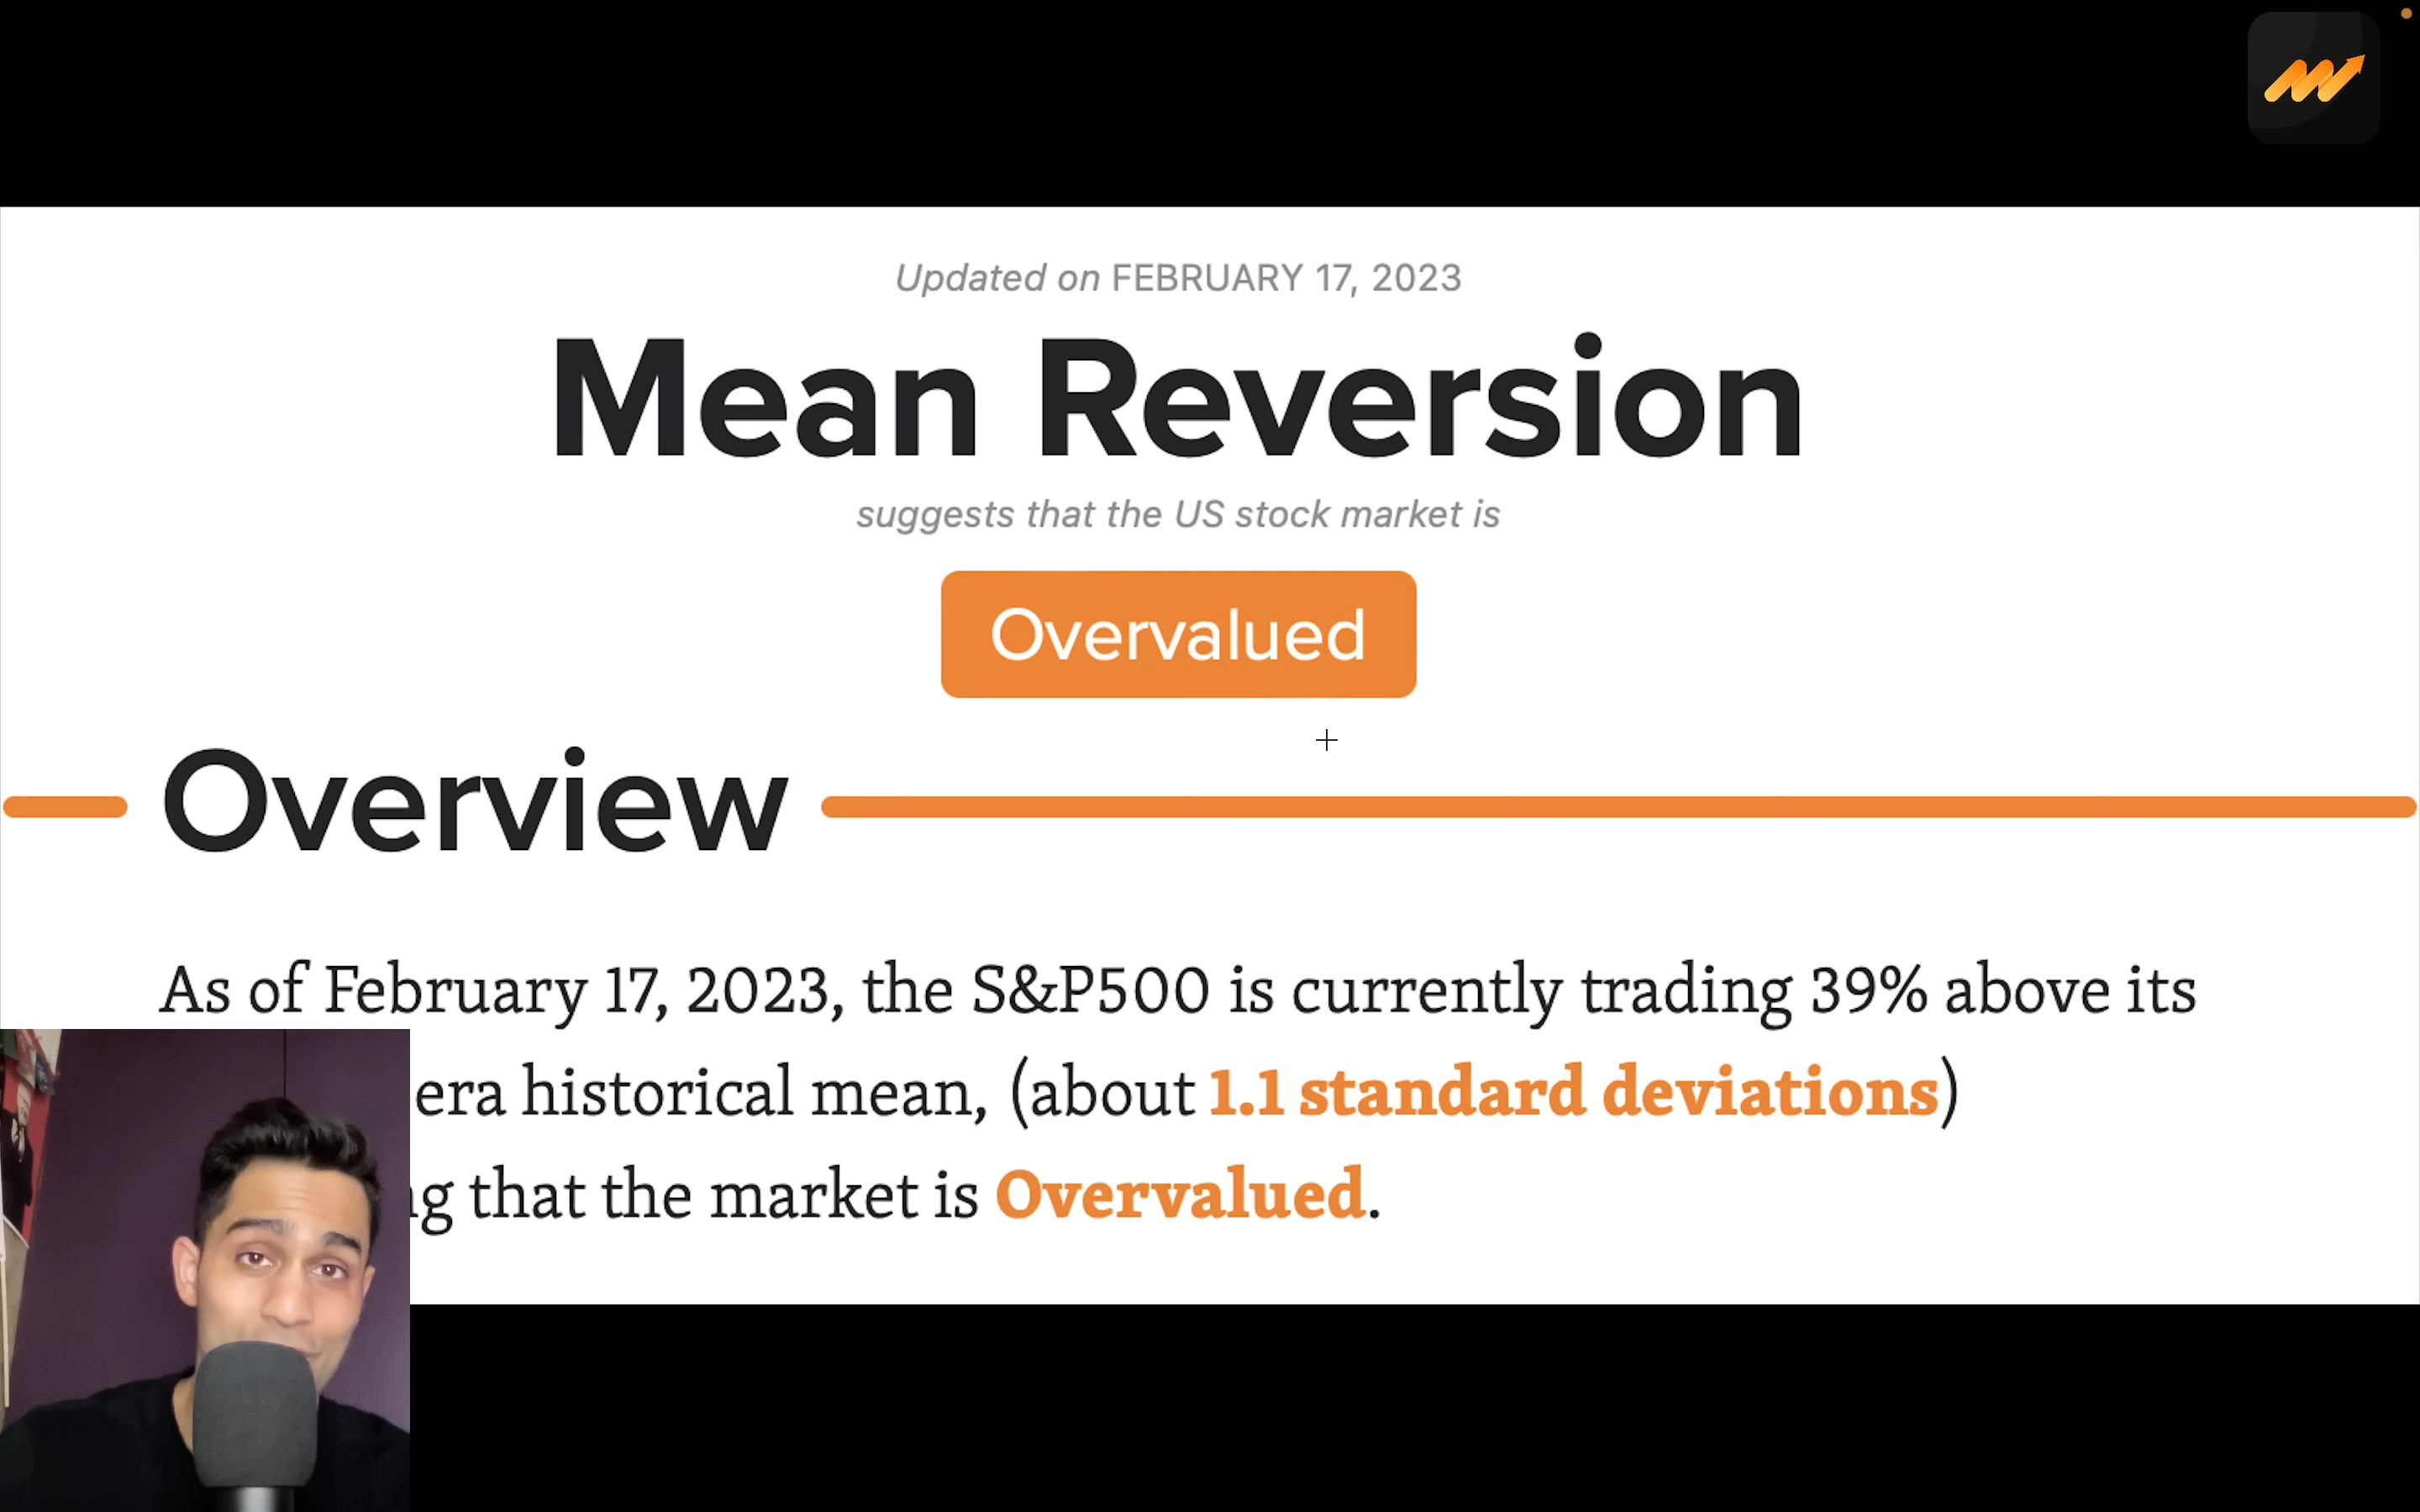 Updated on FEBRUARY 17, 2023
Mean Reversion
suggests that the US stock market is
Overvalued
Overview
As of February 17, 2023, the S&P500 is currently trading 39% above its
era historical mean, (about 1.1 standard deviations)
that the market is Overvalued.